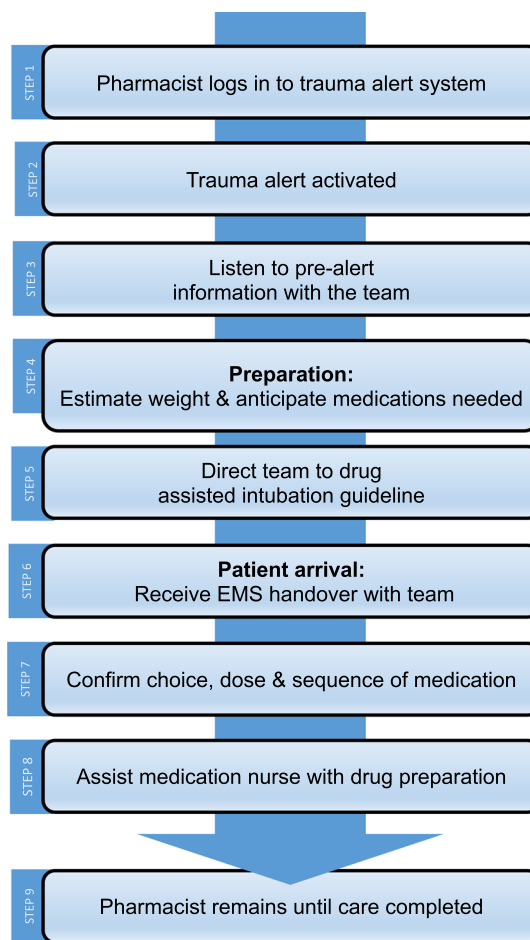 STEP 1
Pharmacist logs in to trauma alert system
STEP 2
Trauma alert activated
STEP 3
Listen to pre-alert
information with the team
STEP 4
Preparation:
Estimate weight & anticipate medications needed
STEP 5
Direct team to drug
assisted intubation guideline
STEP 6
Patient arrival:
Receive EMS handover with team
STEP 7
Confirm choice, dose & sequence of medication
STEP 8
Assist medication nurse with drug preparation
STEP 9
Pharmacist remains until care completed